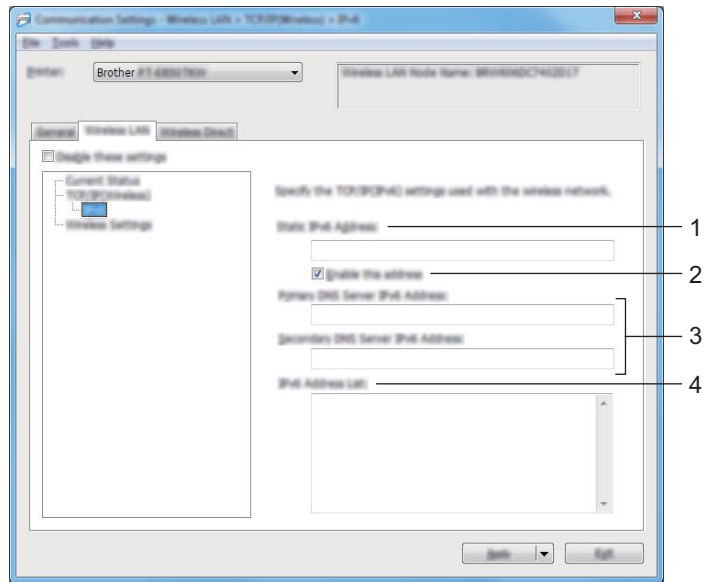 Communication Settings - Wireless LAN > TCP/IP(Wireless) > IPv6
File Tools Help
Printer:
Brother
Wireless LAN Node Name:
General Wireless LAN Wireless Direct
Disable these settings
Current Status
TCP/IP(Wireless)
Wireless Settings
Specify the TCP/IP(IPv6) settings used with the wireless network.
Static IPv6 Address: 1
Enable this address 2
Primary DNS Server IPv6 Address:
3
Secondary DNS Server IPv6 Address:
IPv6 Address List: 4
Apply Exit